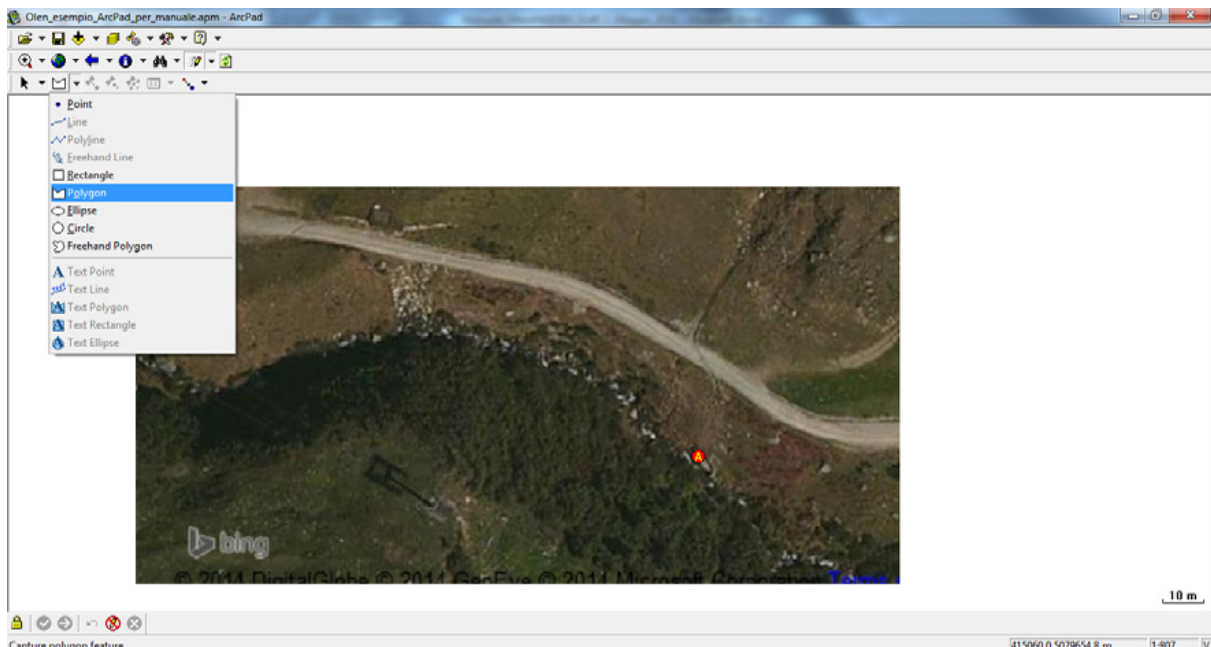 Olen_esempio_ArcPad_per_manuale.apm - ArcPad
Point
Line
Polyline
Freehand Line
Rectangle
Polygon
Ellipse
Circle
Freehand Polygon
A Text Point
Text Line
Text Polygon
Text Rectangle
Text Ellipse
A
bing
© 2014 DigitalGlobe © 2014 GeoEye © 2014 Microsoft Corporation Terms
10 m
Capture polygon feature
415060.0 5079654.8 m
1:807